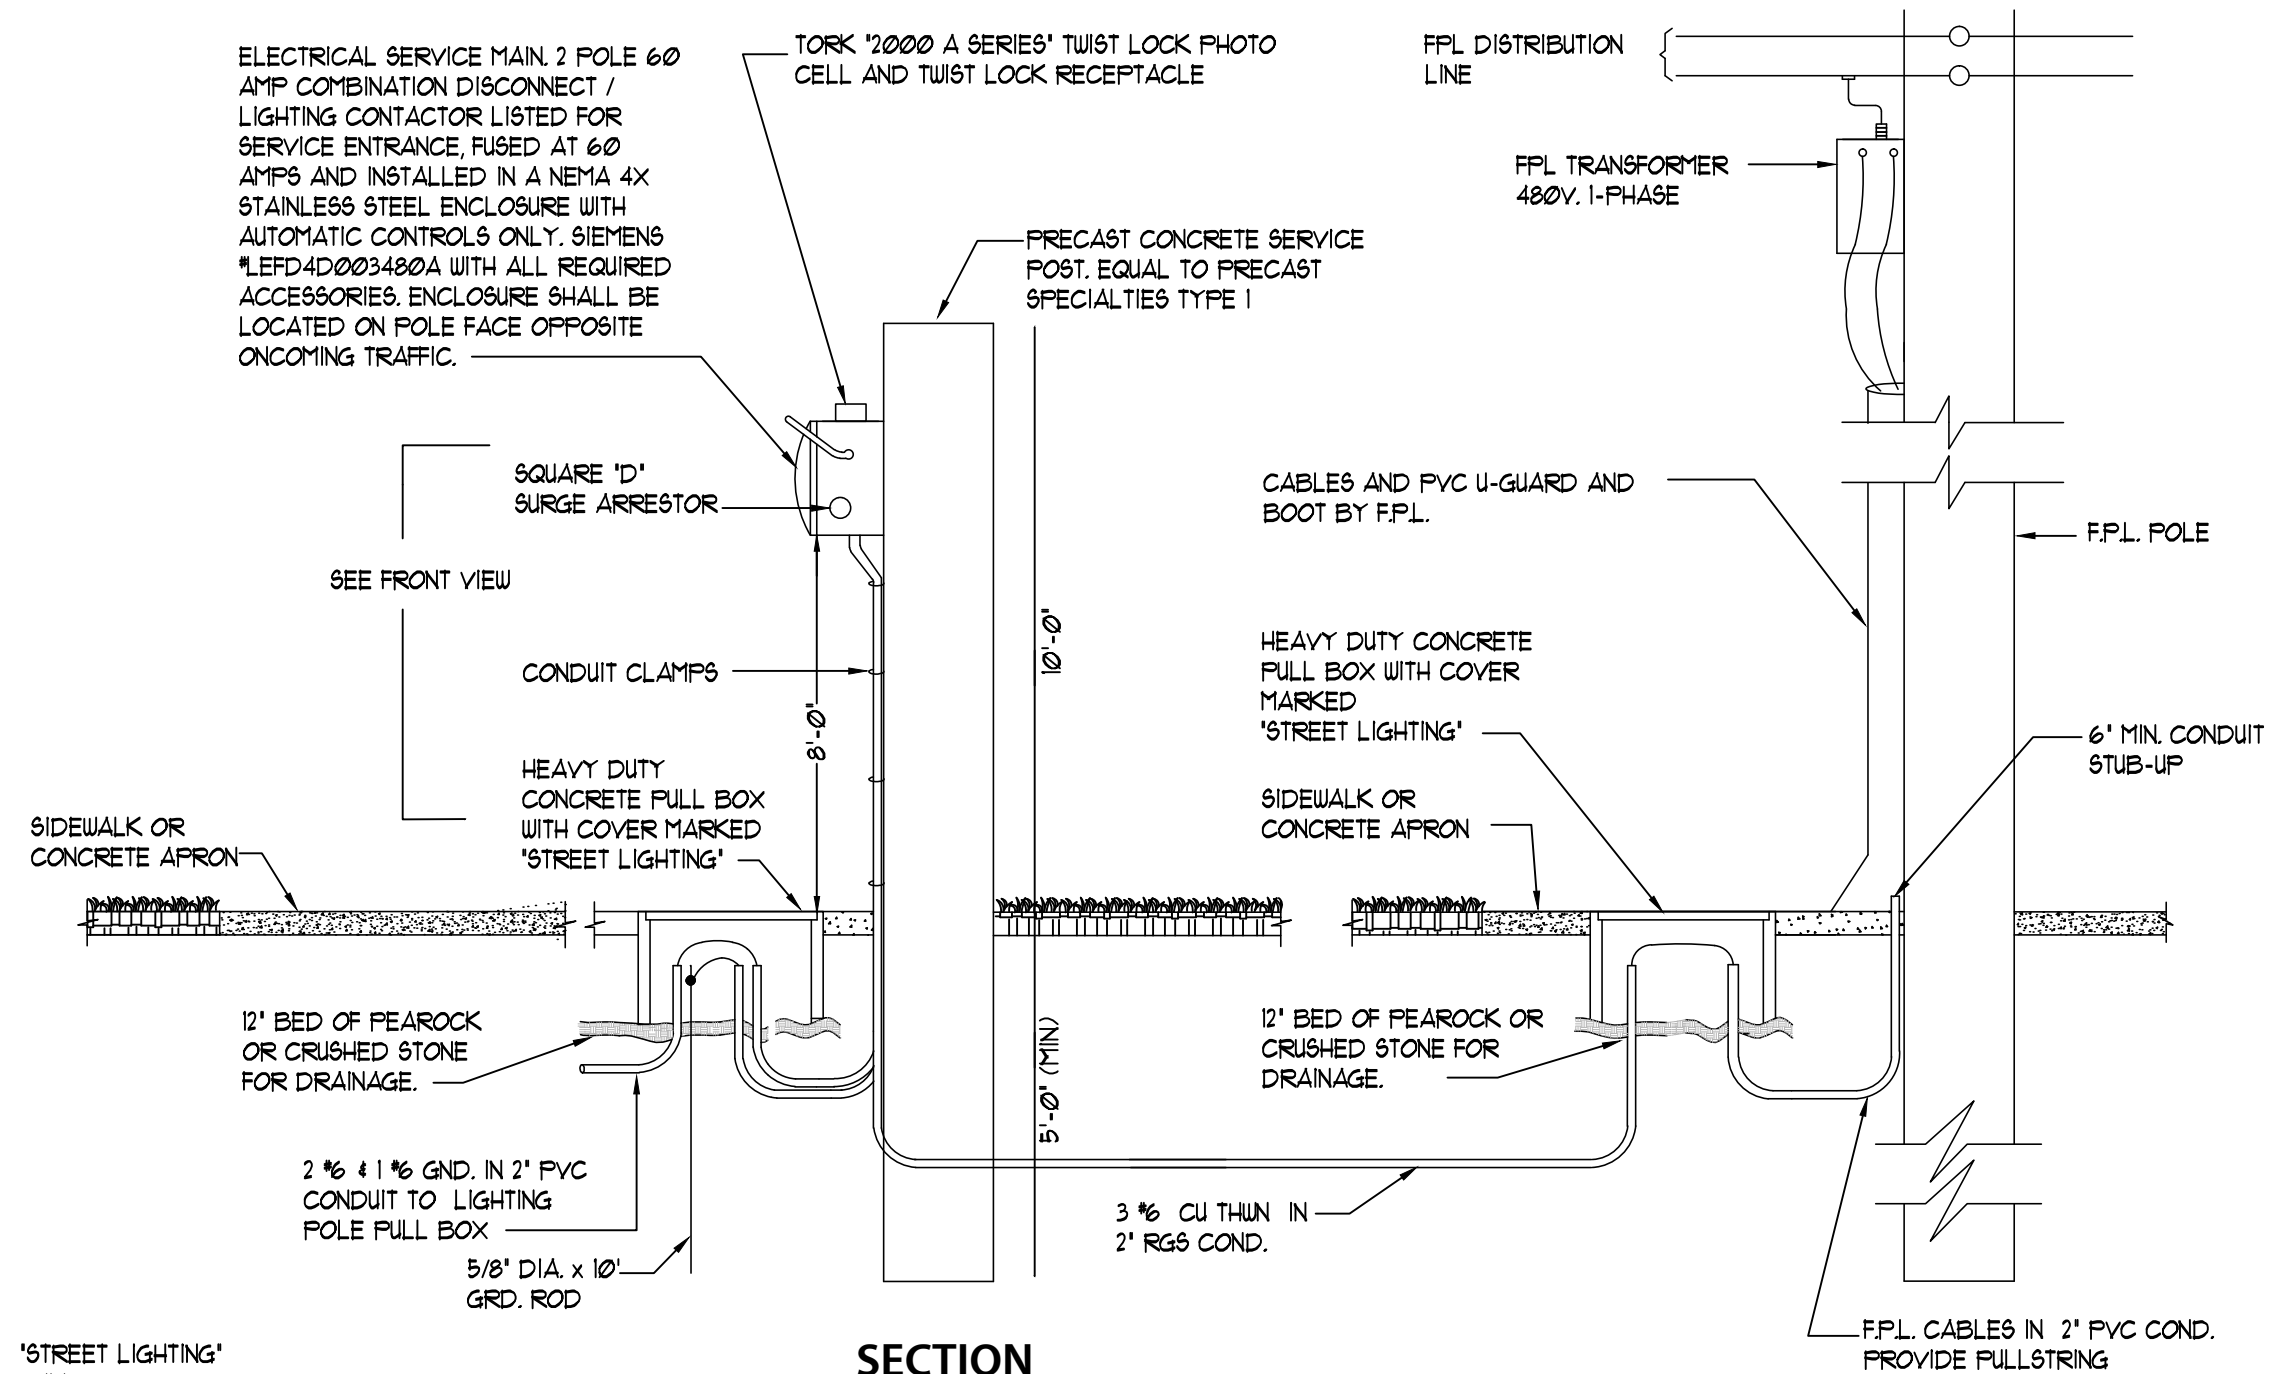 ELECTRICAL SERVICE MAIN. 2 POLE 60
AMP COMBINATION DISCONNECT /
LIGHTING CONTACTOR LISTED FOR
SERVICE ENTRANCE, FUSED AT 60
AMPS AND INSTALLED IN A NEMA 4X
STAINLESS STEEL ENCLOSURE WITH
AUTOMATIC CONTROLS ONLY. SIEMENS
#LEFD4D003480A WITH ALL REQUIRED
ACCESSORIES. ENCLOSURE SHALL BE
LOCATED ON POLE FACE OPPOSITE
ONCOMING TRAFFIC.
TORK "2000 A SERIES" TWIST LOCK PHOTO
CELL AND TWIST LOCK RECEPTACLE
FPL DISTRIBUTION
LINE
FPL TRANSFORMER
480V. 1-PHASE
PRECAST CONCRETE SERVICE
POST. EQUAL TO PRECAST
SPECIALTIES TYPE 1
SQUARE "D"
SURGE ARRESTOR
SEE FRONT VIEW
CABLES AND PVC U-GUARD AND
BOOT BY F.P.L.
F.P.L. POLE
CONDUIT CLAMPS
10'-0"
8'-0"
HEAVY DUTY CONCRETE
PULL BOX WITH COVER
MARKED
"STREET LIGHTING"
6" MIN. CONDUIT
STUB-UP
HEAVY DUTY
CONCRETE PULL BOX
WITH COVER MARKED
"STREET LIGHTING"
SIDEWALK OR
CONCRETE APRON
SIDEWALK OR
CONCRETE APRON
12" BED OF PEAROCK
OR CRUSHED STONE
FOR DRAINAGE.
5'-0" (MIN)
12" BED OF PEAROCK OR
CRUSHED STONE FOR
DRAINAGE.
2 #6 & 1 #6 GND. IN 2" PVC
CONDUIT TO LIGHTING
POLE PULL BOX
3 #6 CU THWN IN
2" RGS COND.
5/8" DIA. x 10'
GRD. ROD
F.P.L. CABLES IN 2" PVC COND.
PROVIDE PULLSTRING
"STREET LIGHTING"
SECTION